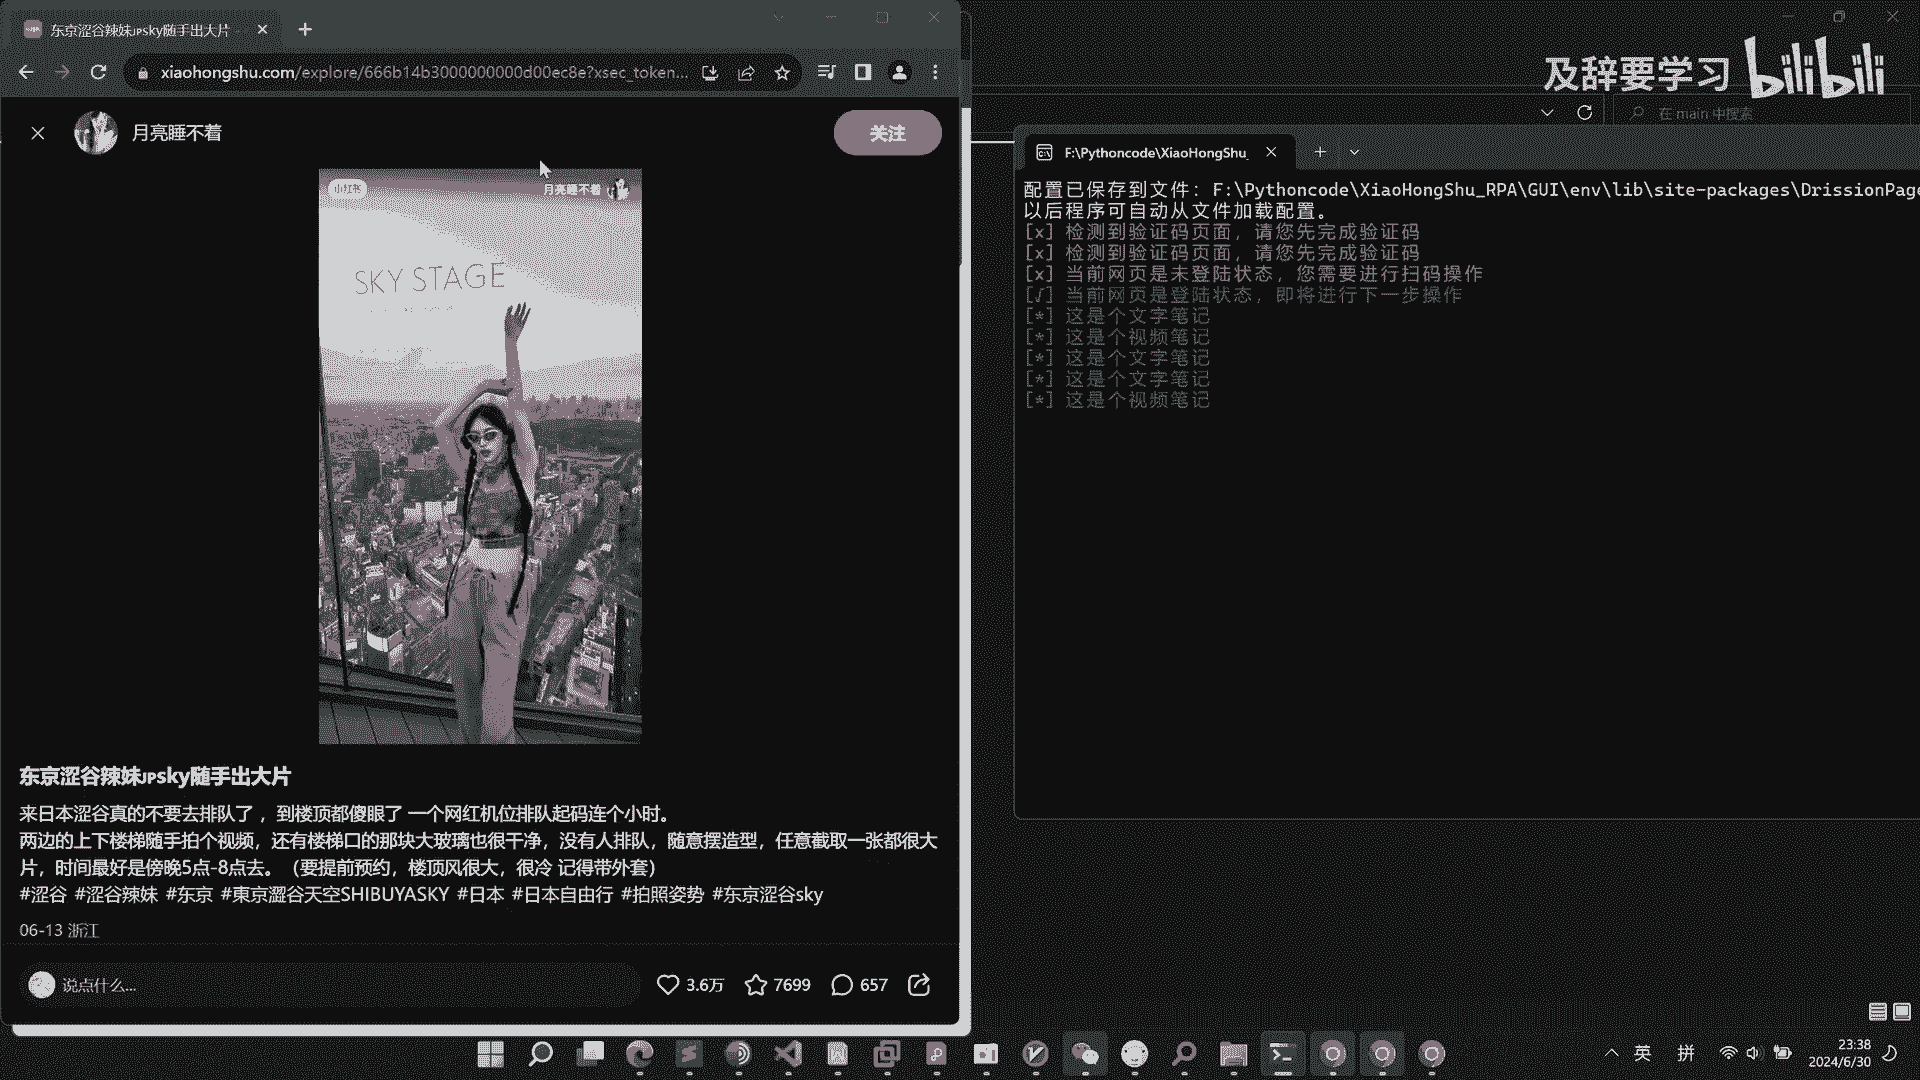 东京涩谷辣妹JPsky随手出大片
xiaohongshu.com/explore/666b14b3000000000d00ec8e?xsec_token...
及辞要学习 bilibili
在 main 中搜索
月亮睡不着
关注
小红书
月亮睡不着
SKY STAGE
F:\Pythoncode\XiaoHongShu_
配置已保存到文件：F:\Pythoncode\XiaoHongShu_RPA\GUI\env\lib\site-packages\DrissionPage
以后程序可自动从文件加载配置。
[x] 检测到验证码页面，请您先完成验证码
[x] 检测到验证码页面，请您先完成验证码
[x] 当前网页是未登陆状态，您需要进行扫码操作
[√] 当前网页是登陆状态，即将进行下一步操作
[*] 这是个文字笔记
[*] 这是个视频笔记
[*] 这是个文字笔记
[*] 这是个文字笔记
[*] 这是个视频笔记
东京涩谷辣妹JPsky随手出大片
来日本涩谷真的不要去排队了 ，到楼顶都傻眼了 一个网红机位排队起码连个小时。
两边的上下楼梯随手拍个视频，还有楼梯口的那块大玻璃也很干净，没有人排队，随意摆造型，任意截取一张都很大
片，时间最好是傍晚5点-8点去。（要提前预约，楼顶风很大，很冷 记得带外套）
#涩谷 #涩谷辣妹 #东京 #東京澀谷天空SHIBUYASKY #日本 #日本自由行 #拍照姿势 #东京涩谷sky
06-13 浙江
说点什么...
3.6万
7699
657
英
拼
23:38
2024/6/30